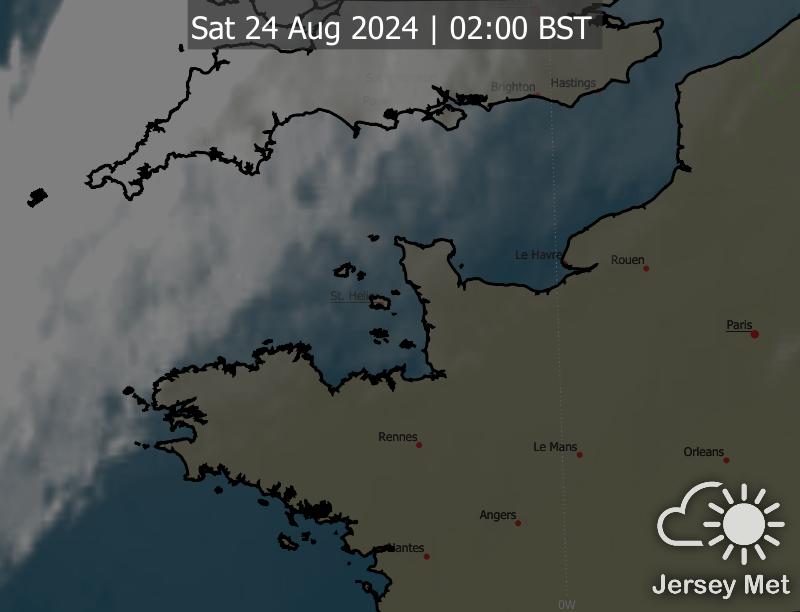 Sat 24 Aug 2024 | 02:00 BST
Brighton
Hastings
Le Havre
Rouen
St. Helier
Paris
Rennes
Le Mans
Orleans
Angers
Nantes
Jersey Met
0W